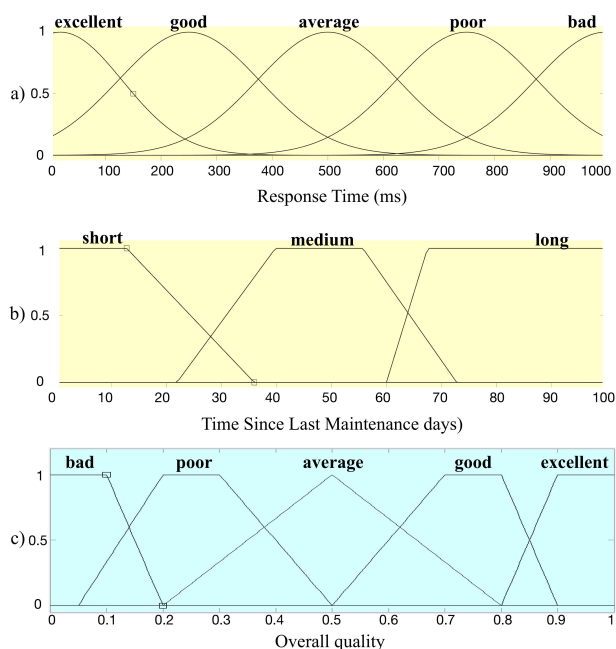 excellent good average poor bad
1
a) 0.5
0
0 100 200 300 400 500 600 700 800 900 1000
Response Time (ms)
short medium long
1
b) 0.5
0
0 10 20 30 40 50 60 70 80 90 100
Time Since Last Maintenance days)
bad poor average good excellent
1
c) 0.5
0
0 0.1 0.2 0.3 0.4 0.5 0.6 0.7 0.8 0.9 1
Overall quality